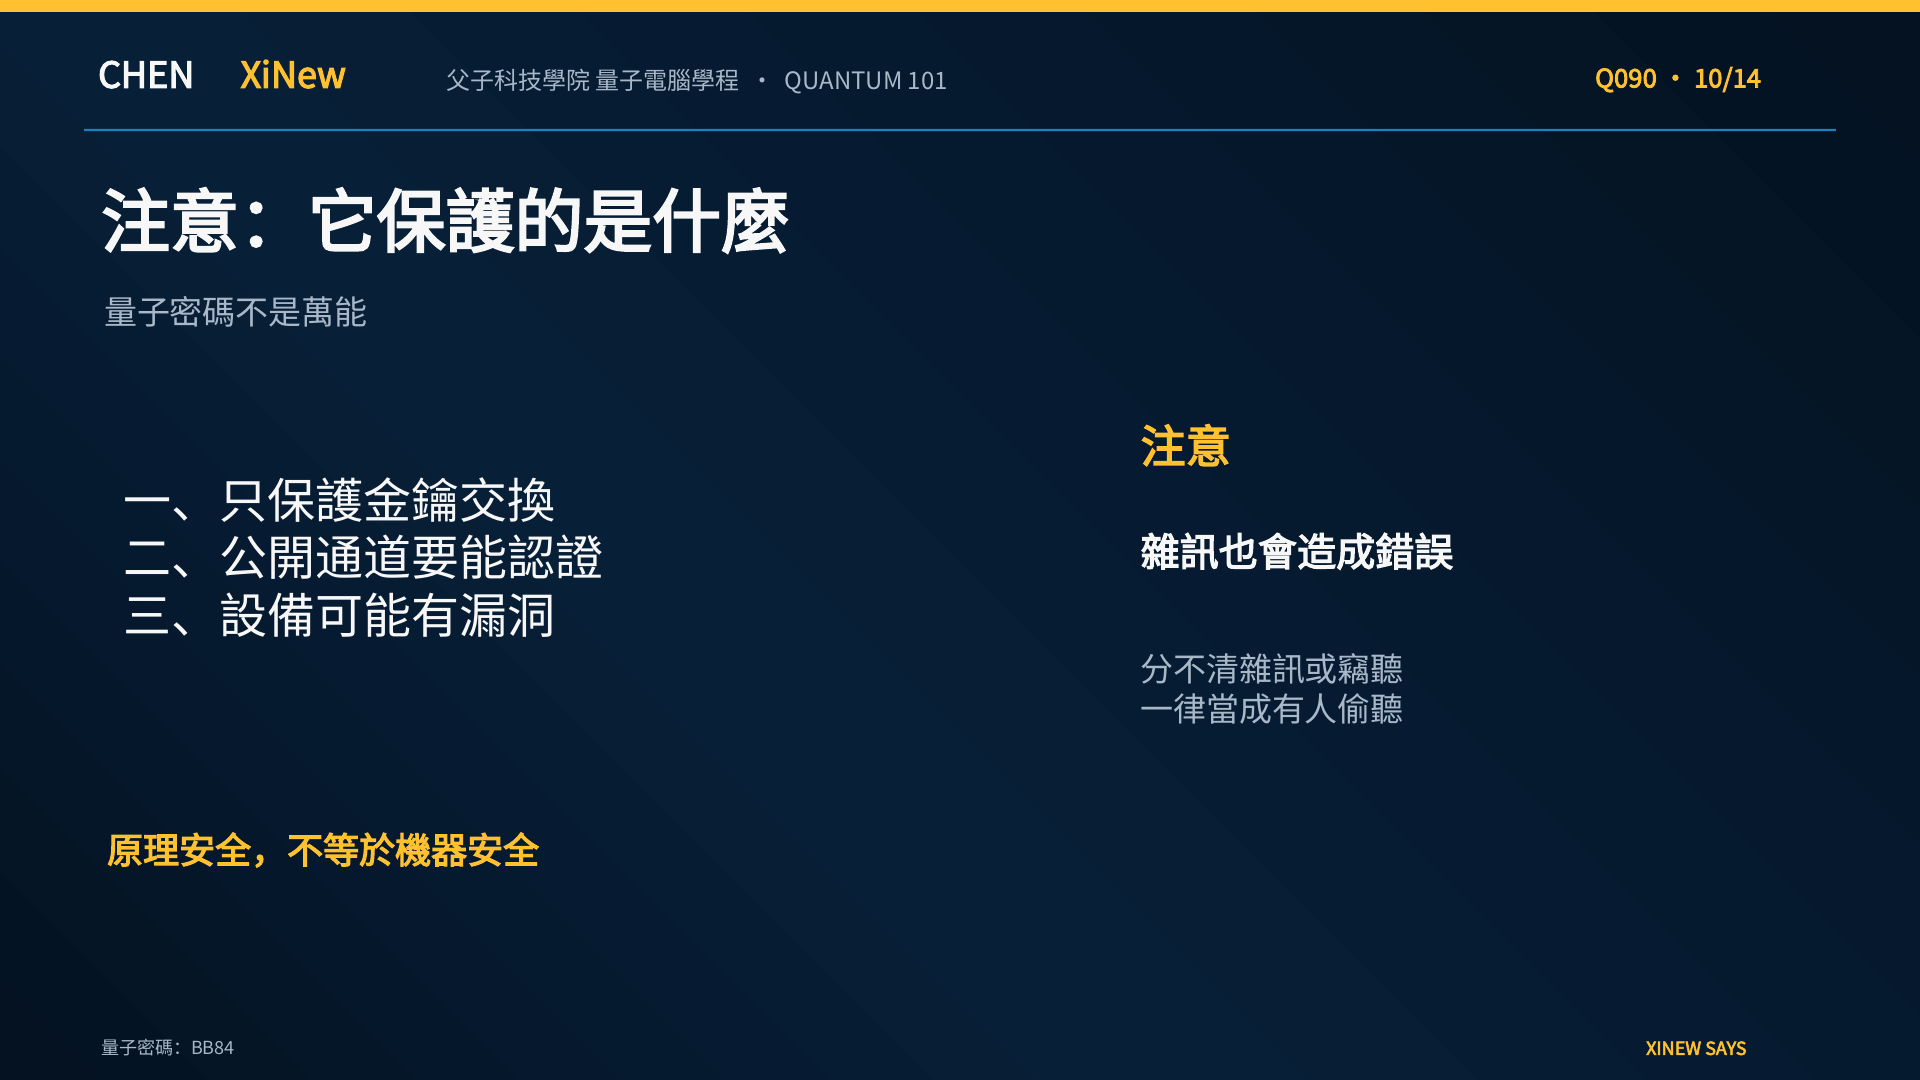 CHEN XiNew 父子科技學院 量子電腦學程 · QUANTUM 101 Q090 · 10/14
注意：它保護的是什麼
量子密碼不是萬能
一、只保護金鑰交換
二、公開通道要能認證
三、設備可能有漏洞
注意
雜訊也會造成錯誤
分不清雜訊或竊聽
一律當成有人偷聽
原理安全，不等於機器安全
量子密碼：BB84
XINEW SAYS